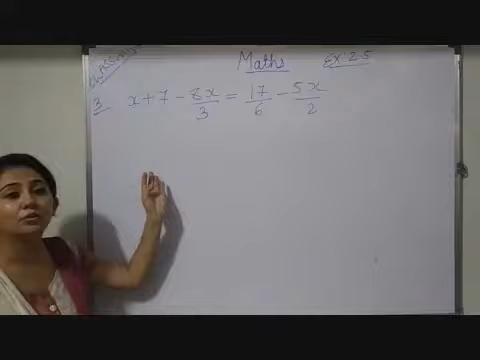 Maths
Ex: 2.5
3 x + 7 - 8x/3 = 17/6 - 5x/2